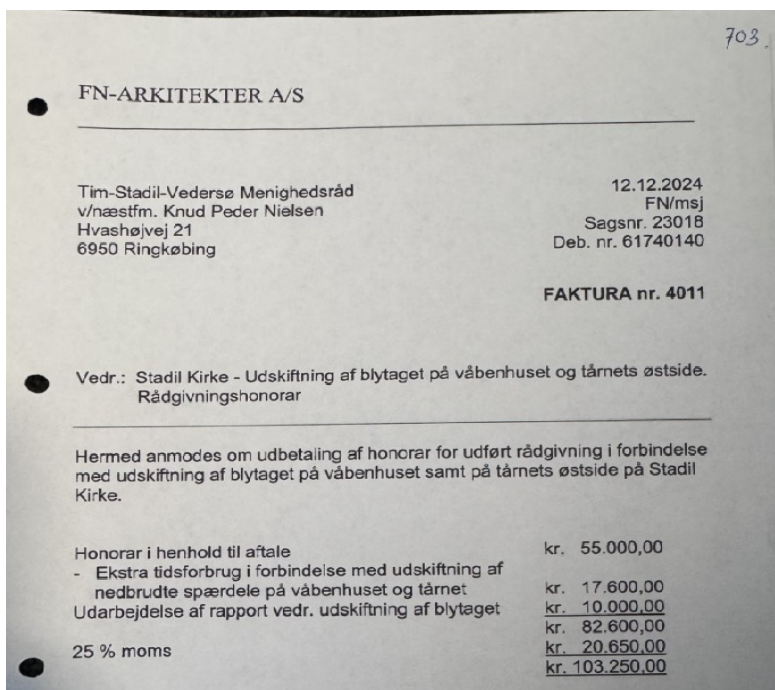 703.
FN-ARKITEKTER A/S
Tim-Stadil-Vedersø Menighedsråd
v/næstfm. Knud Peder Nielsen
Hvashøjvej 21
6950 Ringkøbing
12.12.2024
FN/msj
Sagsnr. 23018
Deb. nr. 61740140
FAKTURA nr. 4011
Vedr.: Stadil Kirke - Udskiftning af blytaget på våbenhuset og tårnets østside.
Rådgivningshonorar
Hermed anmodes om udbetaling af honorar for udført rådgivning i forbindelse
med udskiftning af blytaget på våbenhuset samt på tårnets østside på Stadil
Kirke.
Honorar i henhold til aftale kr. 55.000,00
- Ekstra tidsforbrug i forbindelse med udskiftning af
nedbrudte spærdele på våbenhuset og tårnet kr. 17.600,00
Udarbejdelse af rapport vedr. udskiftning af blytaget kr. 10.000,00
kr. 82.600,00
25 % moms kr. 20.650,00
kr. 103.250,00